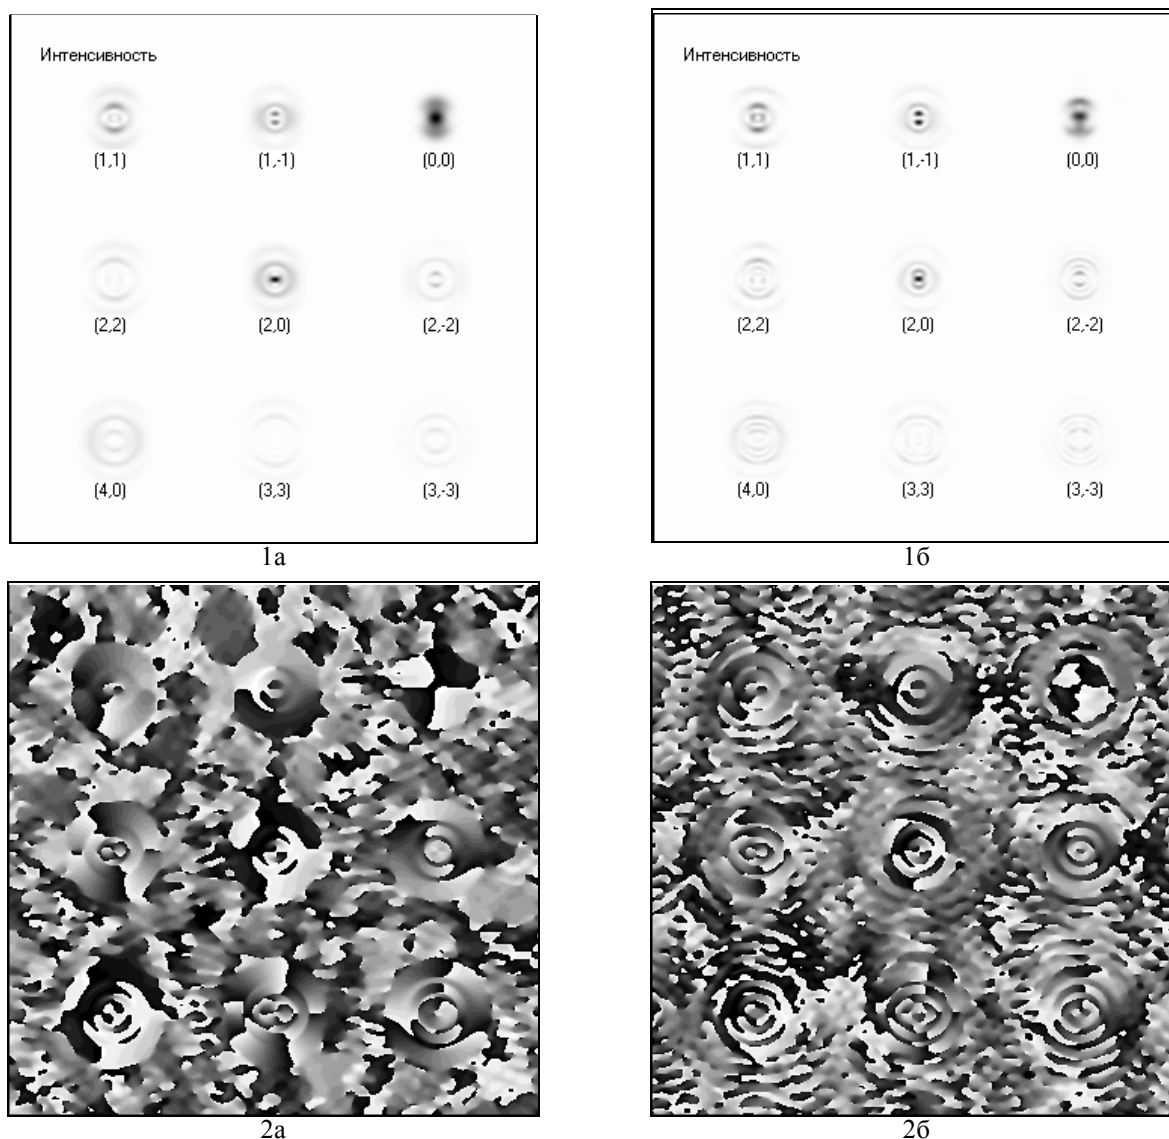 Интенсивность
(1,1) (1,-1) (0,0)
(2,2) (2,0) (2,-2)
(4,0) (3,3) (3,-3)
1а
Интенсивность
(1,1) (1,-1) (0,0)
(2,2) (2,0) (2,-2)
(4,0) (3,3) (3,-3)
1б
2а
2б